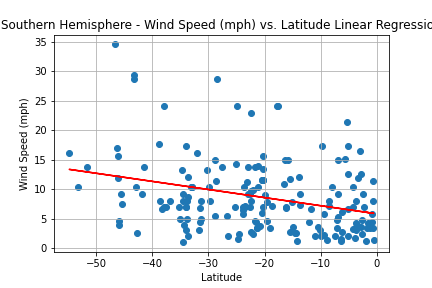 Southern Hemisphere - Wind Speed (mph) vs. Latitude Linear Regressio
35
30
25
20
15
10
5
0
Wind Speed (mph)
−50 −40 −30 −20 −10 0
Latitude